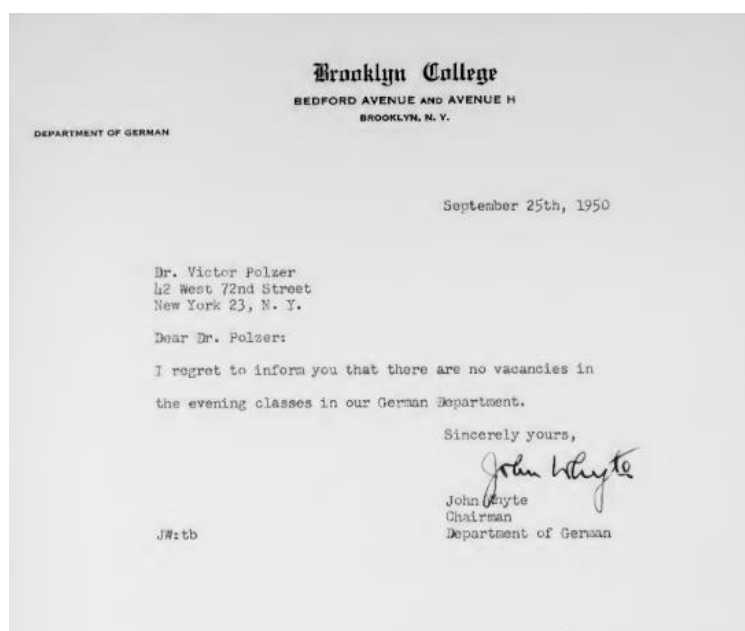 Brooklyn College
BEDFORD AVENUE AND AVENUE H
BROOKLYN, N. Y.
DEPARTMENT OF GERMAN
September 25th, 1950
Dr. Victor Polzer
42 West 72nd Street
New York 23, N. Y.
Dear Dr. Polzer:
I regret to inform you that there are no vacancies in
the evening classes in our German Department.
Sincerely yours,
John Whyte
John Whyte
Chairman
JW:tb Department of German